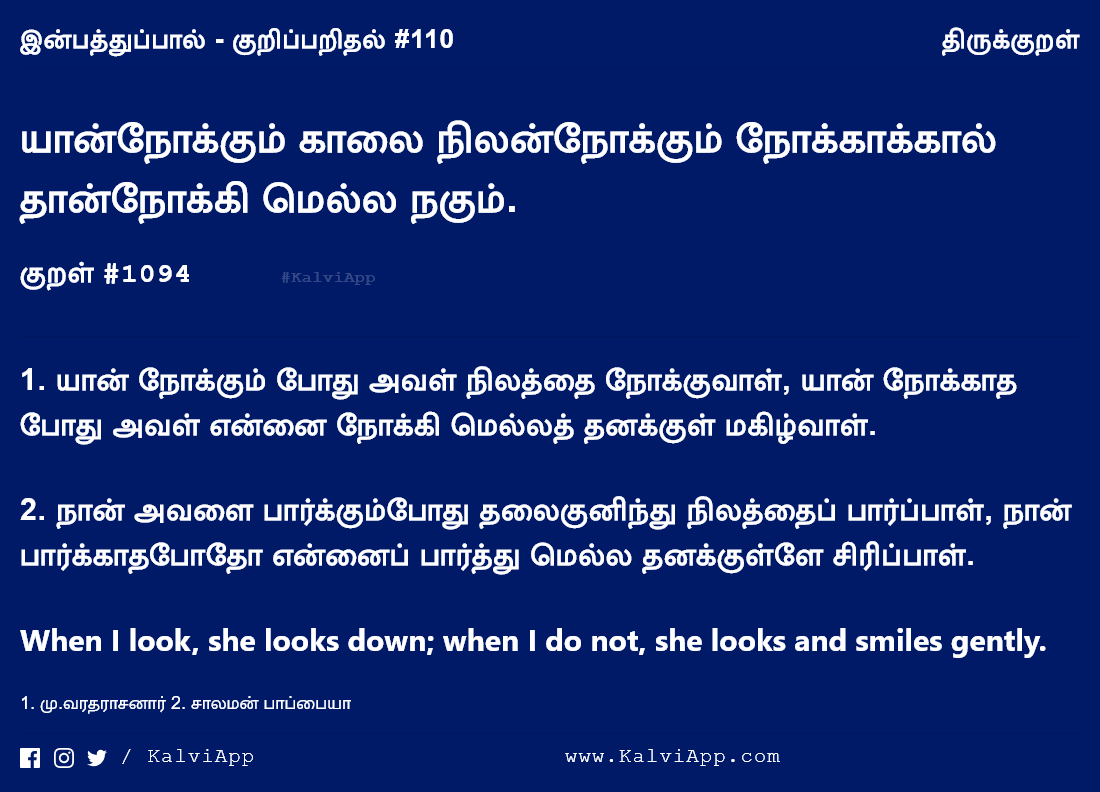 இன்பத்துப்பால் - குறிப்பறிதல் #110
திருக்குறள்
யான்நோக்கும் காலை நிலன்நோக்கும் நோக்காக்கால்
தான்நோக்கி மெல்ல நகும்.
குறள் #1094
#KalviApp
1. யான் நோக்கும் போது அவள் நிலத்தை நோக்குவாள், யான் நோக்காத
போது அவள் என்னை நோக்கி மெல்லத் தனக்குள் மகிழ்வாள்.
2. நான் அவளை பார்க்கும்போது தலைகுனிந்து நிலத்தைப் பார்ப்பாள், நான்
பார்க்காதபோதோ என்னைப் பார்த்து மெல்ல தனக்குள்ளே சிரிப்பாள்.
When I look, she looks down; when I do not, she looks and smiles gently.
1. மு.வரதராசனார் 2. சாலமன் பாப்பையா
/ KalviApp
www.KalviApp.com